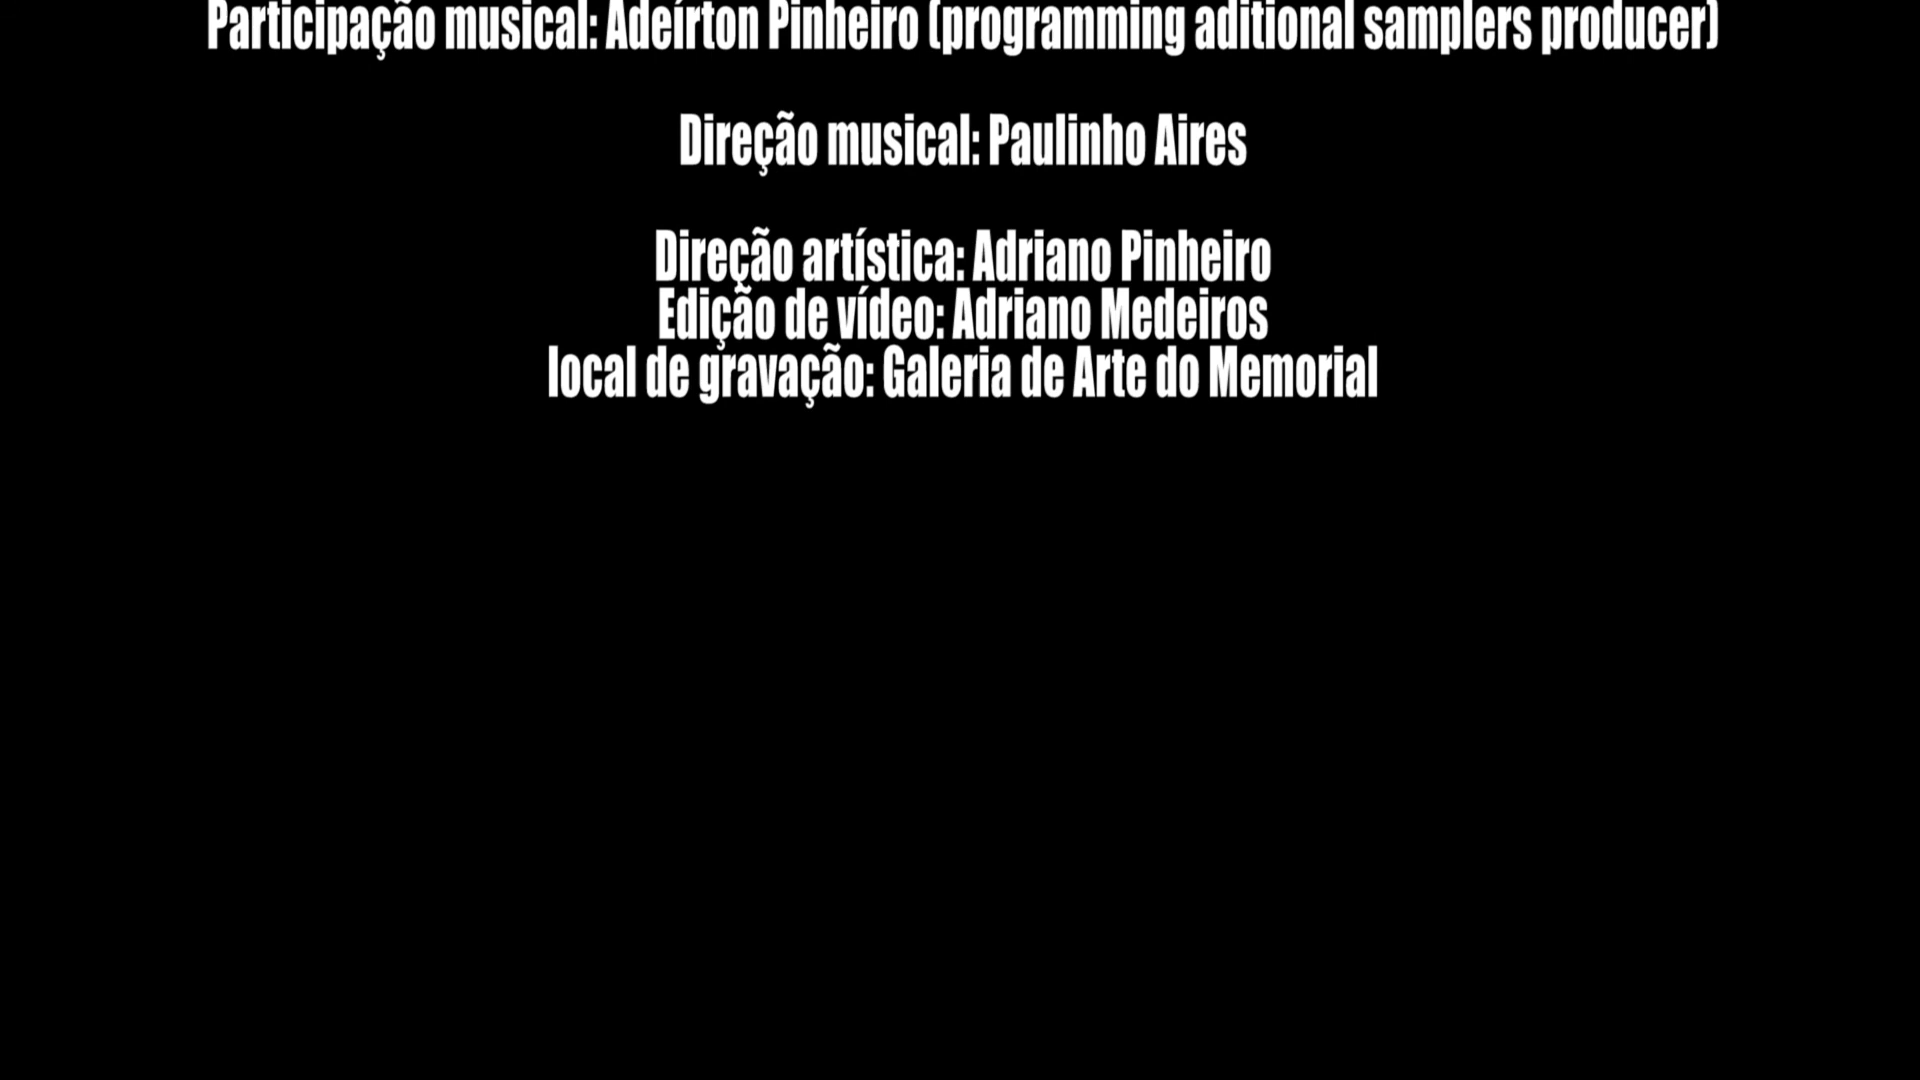 Participação musical: Adeírton Pinheiro (programming aditional samplers producer)
Direção musical: Paulinho Aires
Direção artística: Adriano Pinheiro
Edição de vídeo: Adriano Medeiros
local de gravação: Galeria de Arte do Memorial